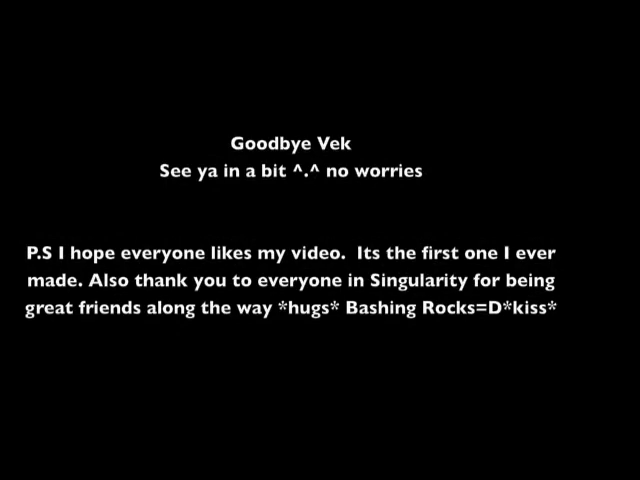 Goodbye Vek
See ya in a bit ^.^ no worries
P.S I hope everyone likes my video.  Its the first one I ever
made. Also thank you to everyone in Singularity for being
great friends along the way *hugs* Bashing Rocks=D*kiss*